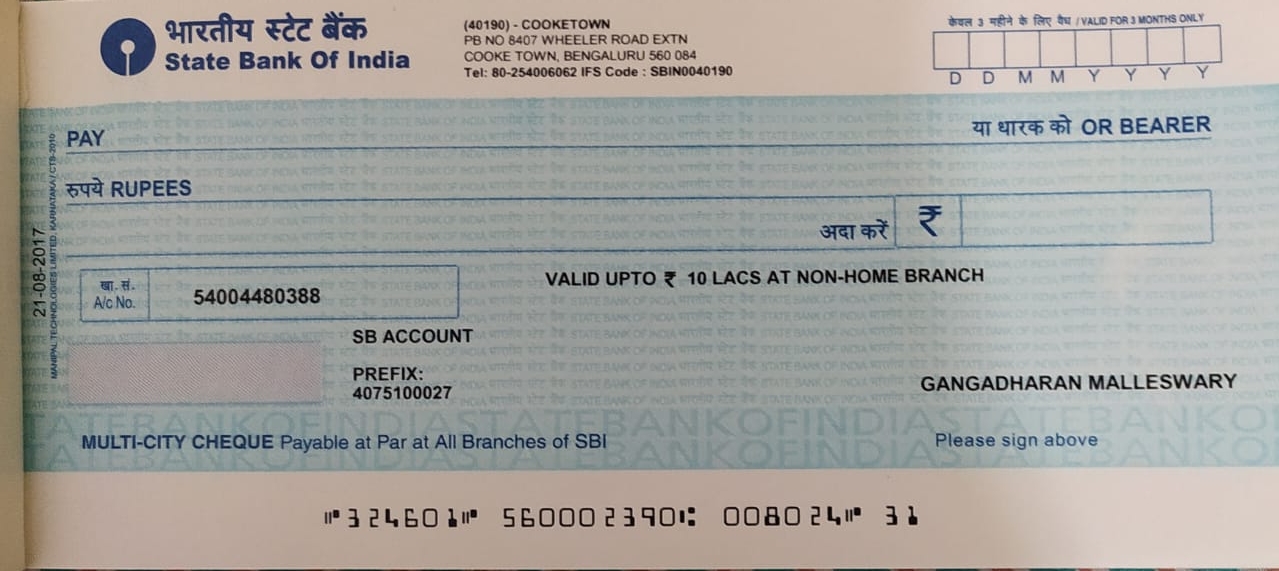 भारतीय स्टेट बैंक
State Bank Of India
(40190) - COOKETOWN
PB NO 8407 WHEELER ROAD EXTN
COOKE TOWN, BENGALURU 560 084
Tel: 80-254006062 IFS Code : SBIN0040190
केवल 3 महीने के लिए वैध / VALID FOR 3 MONTHS ONLY
D D M M Y Y Y Y
PAY
या धारक को OR BEARER
रुपये RUPEES
अदा करें ₹
21-08-2017
MANIPAL TECHNOLOGIES LIMITED, KARNATAKA / CTS-2010
खा. सं.
A/c No.
54004480388
VALID UPTO ₹ 10 LACS AT NON-HOME BRANCH
SB ACCOUNT
PREFIX:
4075100027
GANGADHARAN MALLESWARY
MULTI-CITY CHEQUE Payable at Par at All Branches of SBI
Please sign above
⑈324601⑈ 560002390⑆ 008024⑈ 31